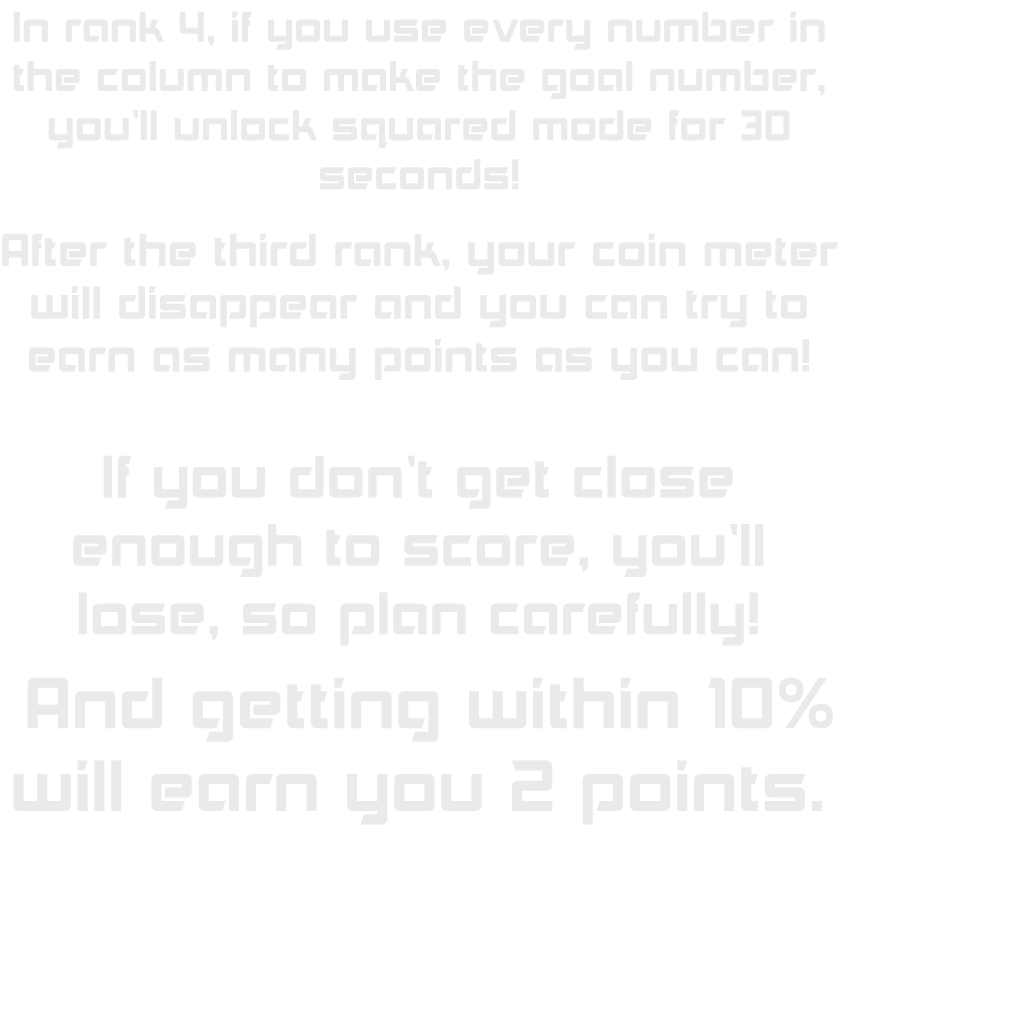 In rank 4, if you use every number in
the column to make the goal number,
you'll unlock squared mode for 30
seconds!
After the third rank, your coin meter
will disappear and you can try to
earn as many points as you can!
If you don't get close
enough to score, you'll
lose, so plan carefully!
And getting within 10%
will earn you 2 points.